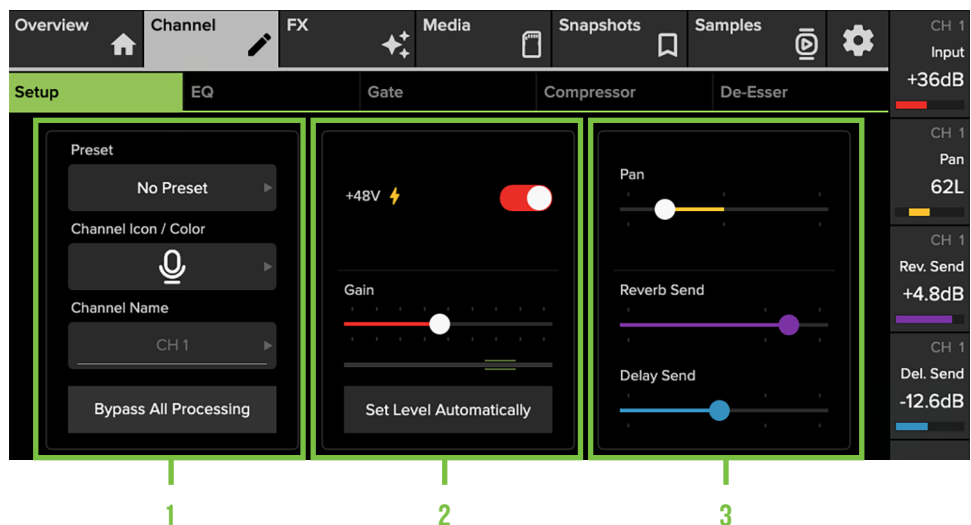 Overview Channel FX Media Snapshots Samples
Setup EQ Gate Compressor De-Esser
Preset
No Preset
Channel Icon / Color
Channel Name
CH 1
Bypass All Processing
+48V
Gain
Set Level Automatically
Pan
Reverb Send
Delay Send
CH 1
Input
+36dB
CH 1
Pan
62L
CH 1
Rev. Send
+4.8dB
CH 1
Del. Send
-12.6dB
1 2 3